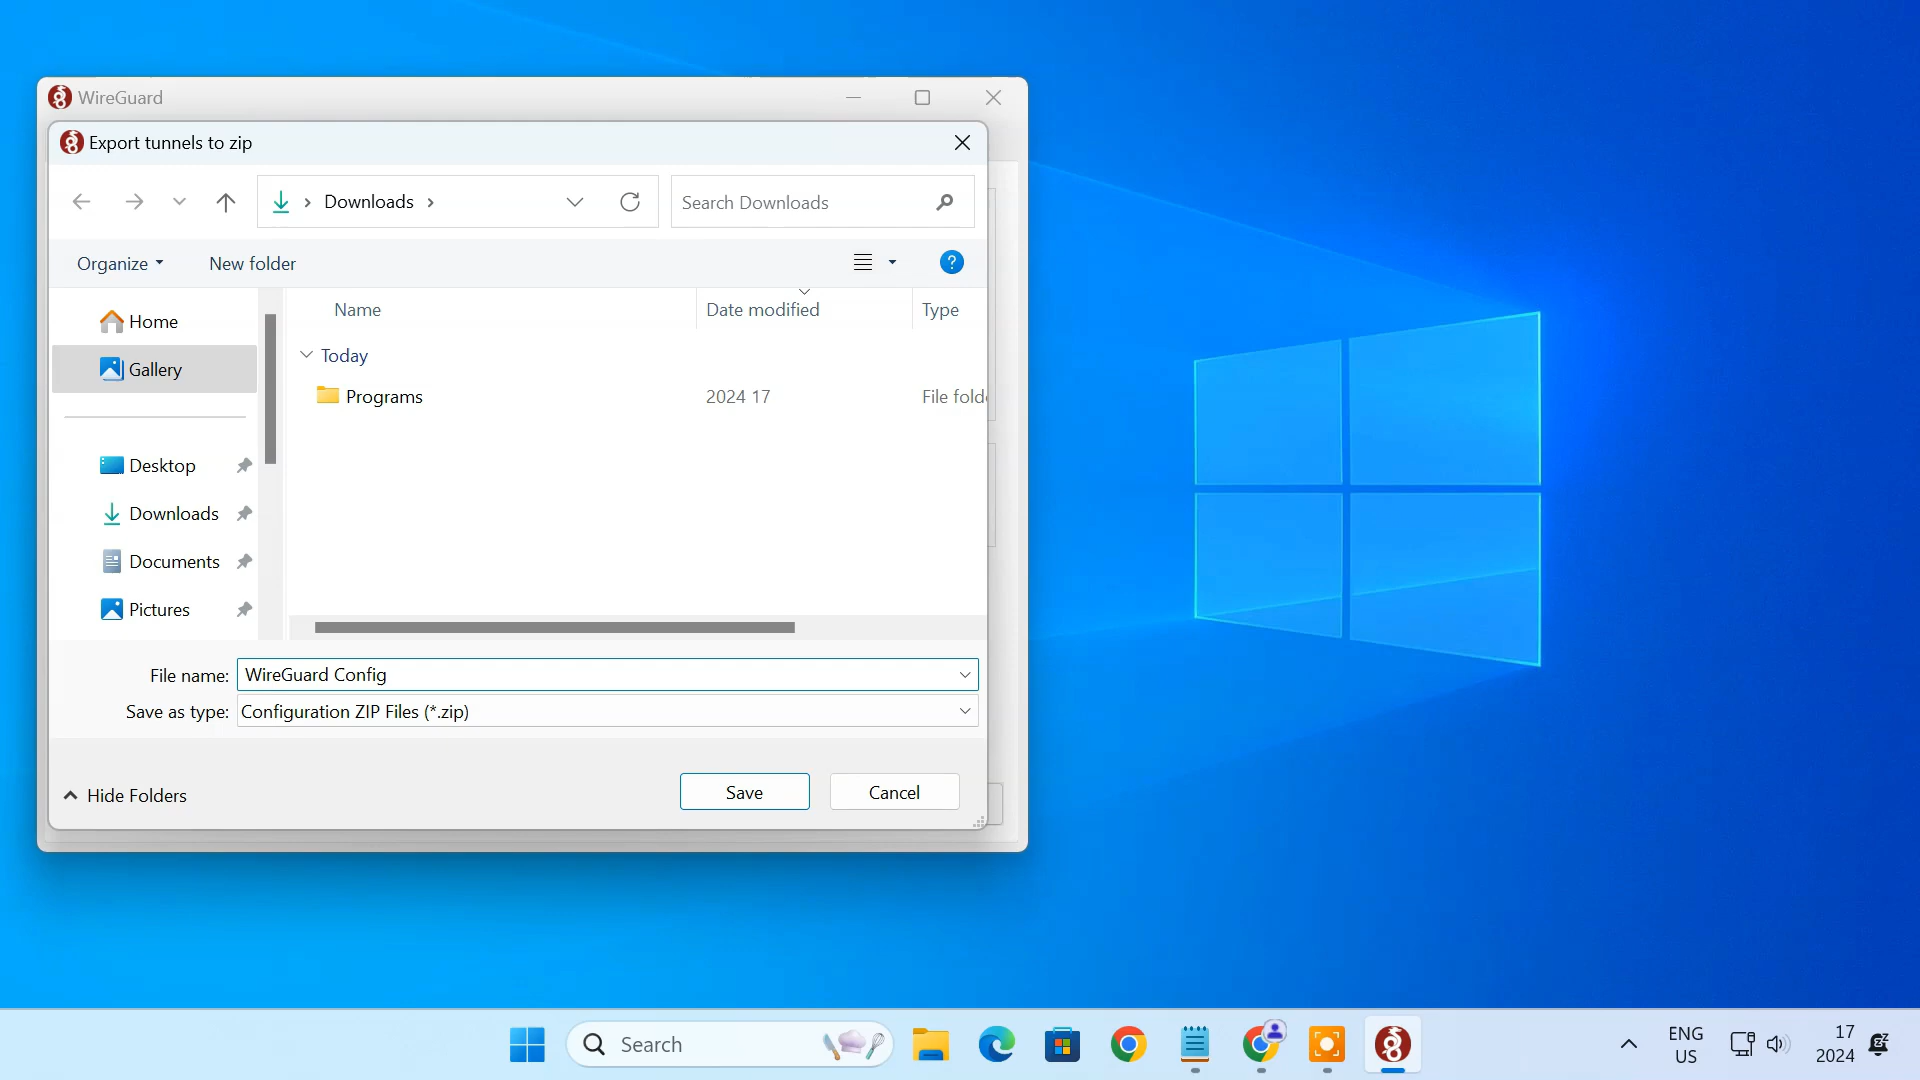 WireGuard
Export tunnels to zip
Downloads
Search Downloads
Organize
New folder
?
Name
Date modified
Type
Home
Gallery
Today
Programs
2024 17
File folde
Desktop
Downloads
Documents
Pictures
File name: WireGuard Config
Save as type: Configuration ZIP Files (*.zip)
Hide Folders
Save
Cancel
Search
ENG
US
17
2024